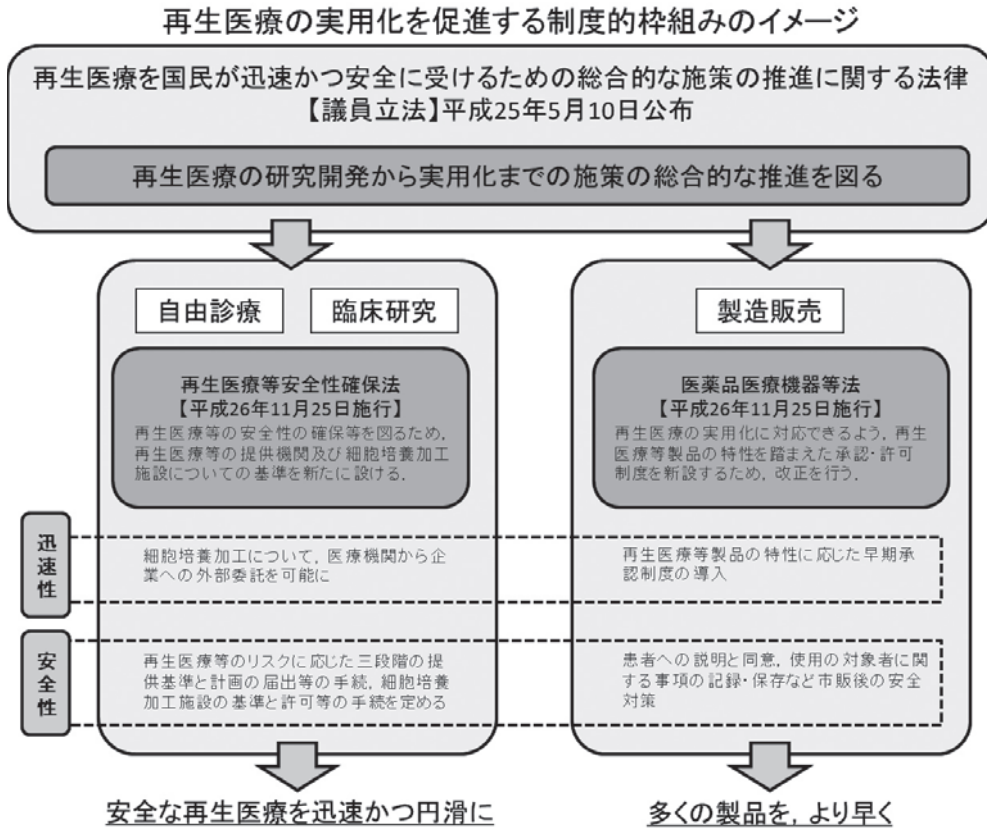 再生医療の実用化を促進する制度的枠組みのイメージ
再生医療を国民が迅速かつ安全に受けるための総合的な施策の推進に関する法律
【議員立法】平成25年5月10日公布
再生医療の研究開発から実用化までの施策の総合的な推進を図る
自由診療
臨床研究
再生医療等安全性確保法
【平成26年11月25日施行】
再生医療等の安全性の確保等を図るため,
再生医療等の提供機関及び細胞培養加工
施設についての基準を新たに設ける.
製造販売
医薬品医療機器等法
【平成26年11月25日施行】
再生医療の実用化に対応できるよう, 再生
医療等製品の特性を踏まえた承認・許可
制度を新設するため, 改正を行う.
迅速性
細胞培養加工について, 医療機関から企
業への外部委託を可能に
再生医療等製品の特性に応じた早期承
認制度の導入
安全性
再生医療等のリスクに応じた三段階の提
供基準と計画の届出等の手続, 細胞培養
加工施設の基準と許可等の手続を定める
患者への説明と同意, 使用の対象者に関
する事項の記録・保存など市販後の安全
対策
安全な再生医療を迅速かつ円滑に
多くの製品を, より早く